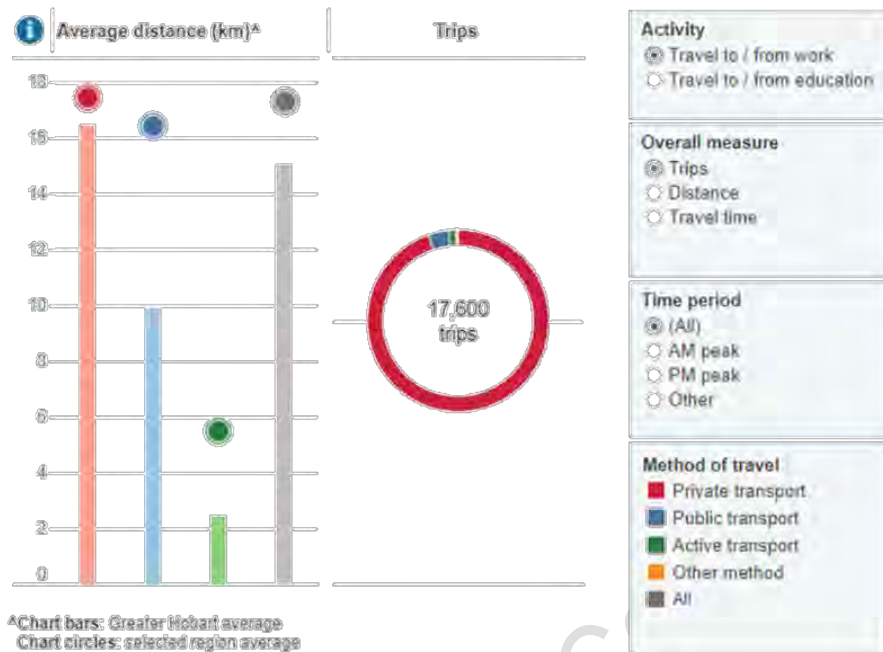 i
Average distance (km)^
Trips
18
16
14
12
10
8
6
4
2
0
^Chart bars: Greater Hobart average
Chart circles: selected region average
17,600
trips
Activity
Travel to / from work
Travel to / from education
Overall measure
Trips
Distance
Travel time
Time period
(All)
AM peak
PM peak
Other
Method of travel
Private transport
Public transport
Active transport
Other method
All